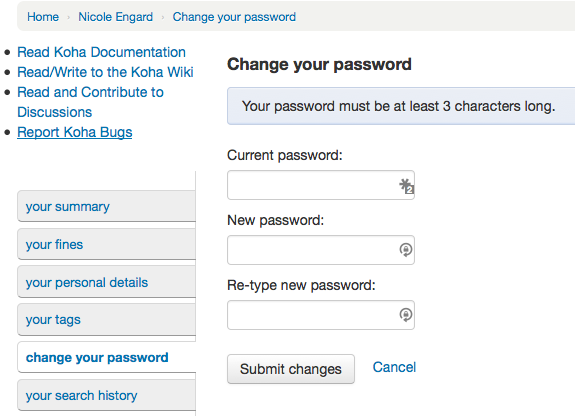 Home · Nicole Engard · Change your password
Read Koha Documentation
Read/Write to the Koha Wiki
Read and Contribute to
Discussions
Report Koha Bugs
your summary
your fines
your personal details
your tags
change your password
your search history
Change your password
Your password must be at least 3 characters long.
Current password:
2
New password:
Re-type new password:
Submit changes Cancel